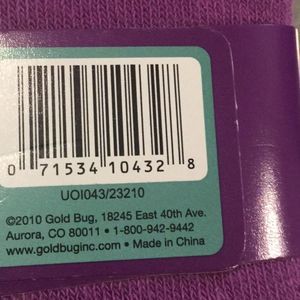 0 71534 10432 8
UOI043/23210
©2010 Gold Bug, 18245 East 40th Ave.
Aurora, CO 80011 • 1-800-942-9442
www.goldbuginc.com • Made in China